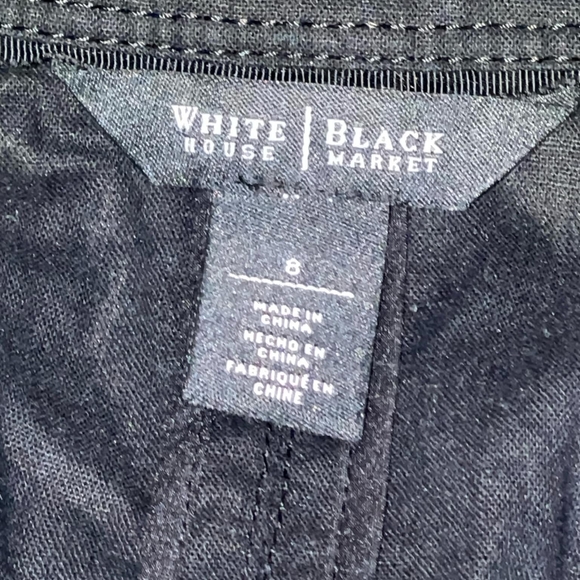 WHITE | BLACK
HOUSE MARKET
8
MADE IN
CHINA
HECHO EN
CHINA
FABRIQUÉ EN
CHINE